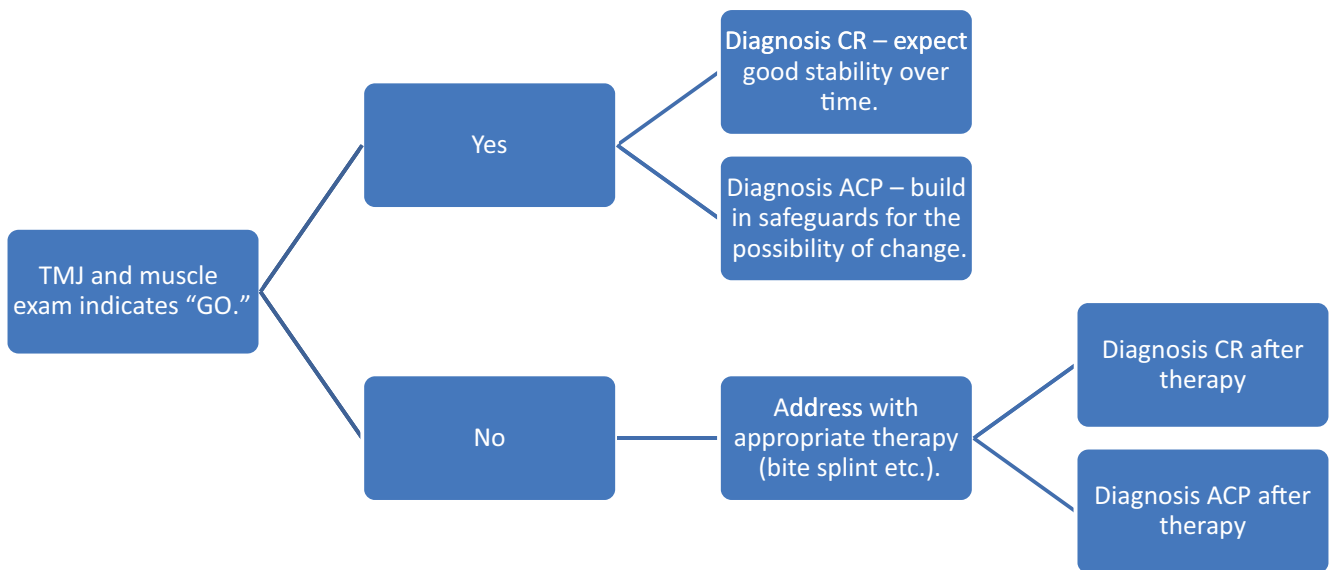 TMJ and muscle
exam indicates “GO.”
Yes
Diagnosis CR – expect
good stability over
time.
Diagnosis ACP – build
in safeguards for the
possibility of change.
No
Address with
appropriate therapy
(bite splint etc.).
Diagnosis CR after
therapy
Diagnosis ACP after
therapy